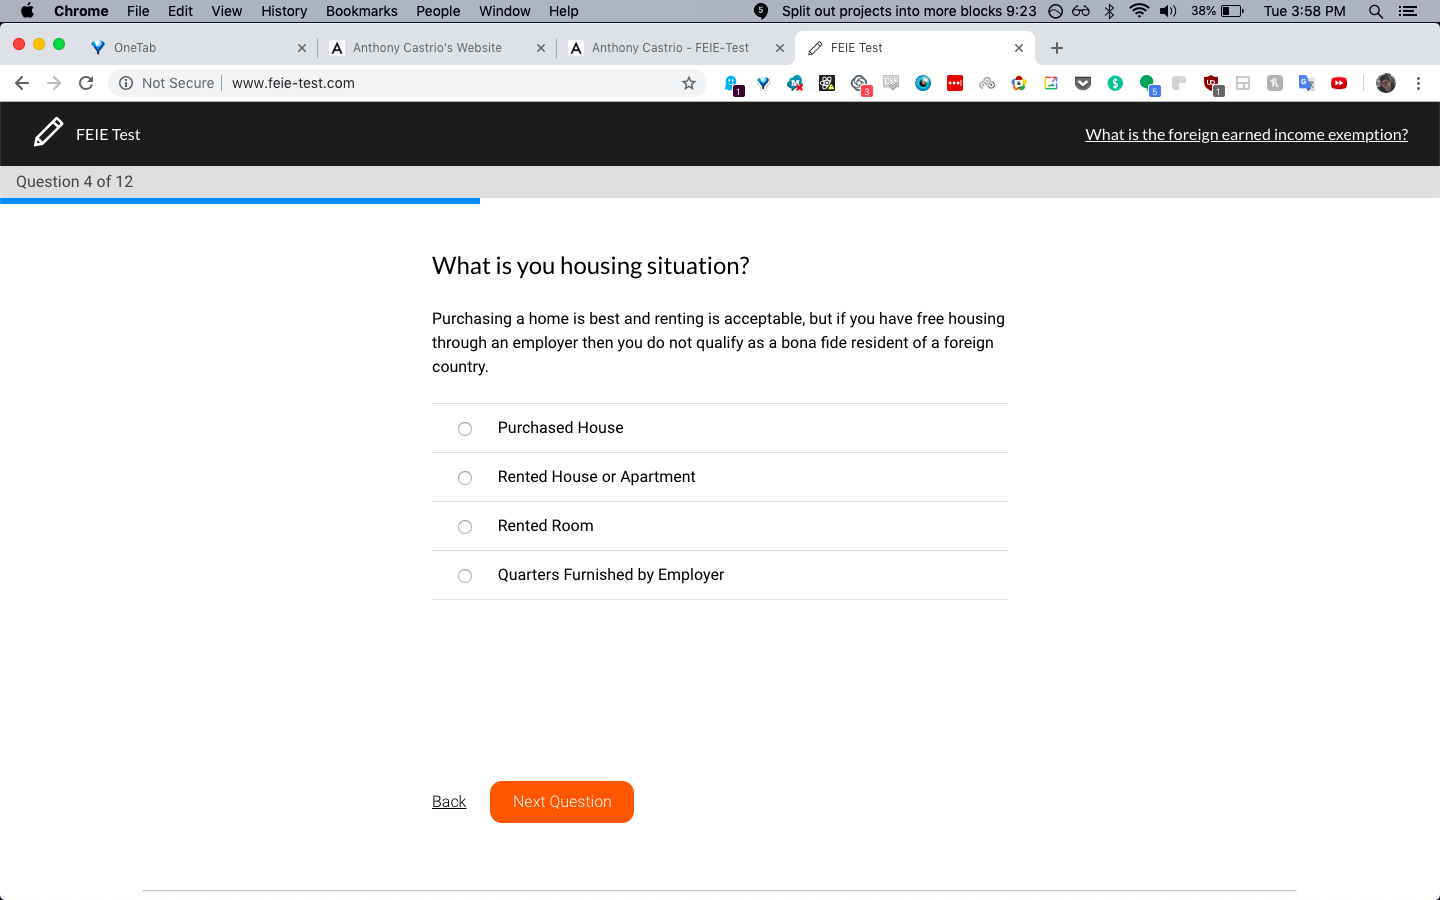 Chrome File Edit View History Bookmarks People Window Help 5 Split out projects into more blocks 9:23 38% Tue 3:58 PM
OneTab Anthony Castrio's Website Anthony Castrio - FEIE-Test FEIE Test
Not Secure www.feie-test.com 1 3 5 1
FEIE Test What is the foreign earned income exemption?
Question 4 of 12
What is you housing situation?
Purchasing a home is best and renting is acceptable, but if you have free housing
through an employer then you do not qualify as a bona fide resident of a foreign
country.
Purchased House
Rented House or Apartment
Rented Room
Quarters Furnished by Employer
Back Next Question